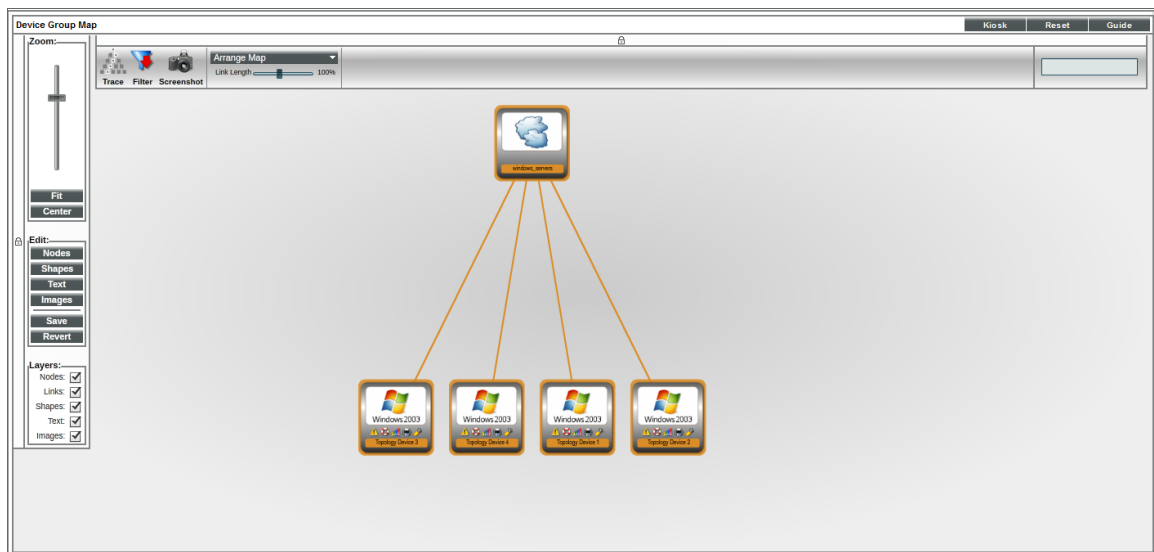 Device Group Map
Kiosk
Reset
Guide
Zoom:
Fit
Center
Edit:
Nodes
Shapes
Text
Images
Save
Revert
Layers:
Nodes:
Links:
Shapes:
Text:
Images:
Trace
Filter
Screenshot
Arrange Map
Link Length
100%
windows_servers
Windows2003
Topology Device 3
Windows2003
Topology Device 4
Windows2003
Topology Device 1
Windows2003
Topology Device 2